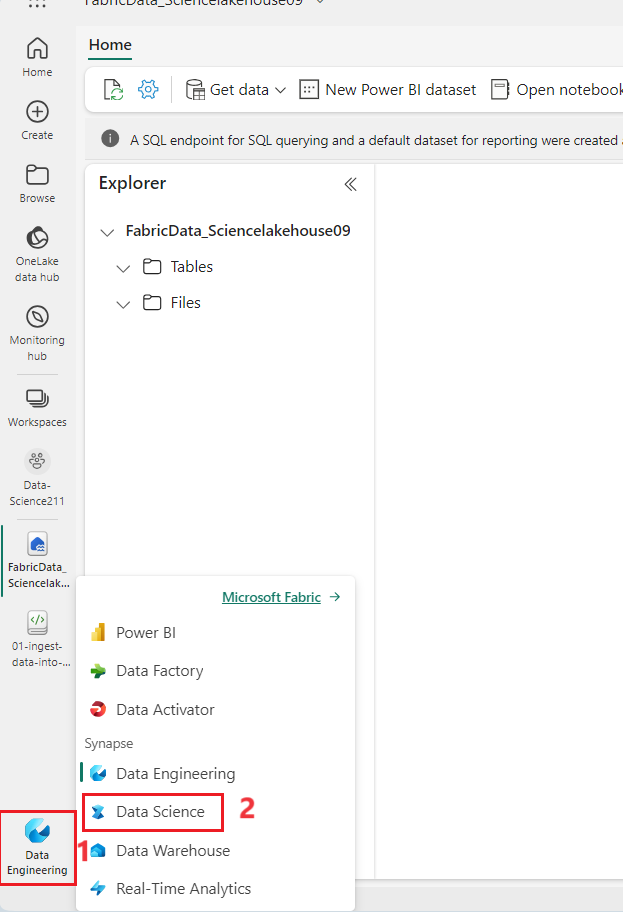 FabricData_Sciencelakehouse09
Home
Home
Create
Browse
OneLake
data hub
Monitoring
hub
Workspaces
Data-
Science211
FabricData_
Sciencelak...
01-ingest-
data-into-...
Data
Engineering
Get data
New Power BI dataset
Open notebook
A SQL endpoint for SQL querying and a default dataset for reporting were created
Explorer
FabricData_Sciencelakehouse09
Tables
Files
Microsoft Fabric
Power BI
Data Factory
Data Activator
Synapse
Data Engineering
Data Science 2
1 Data Warehouse
Real-Time Analytics